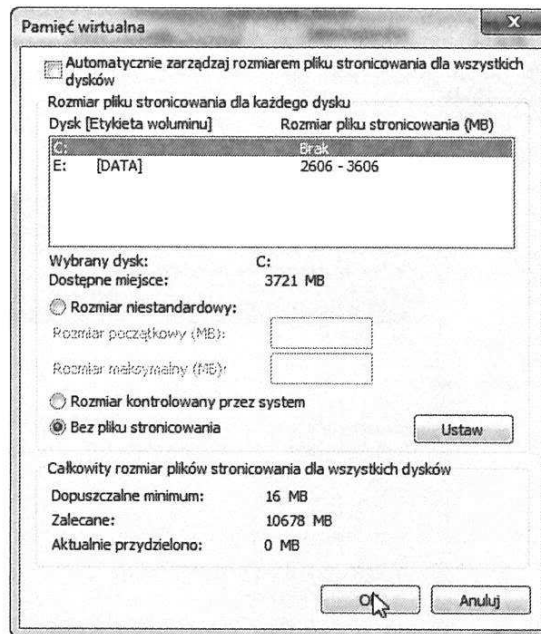 Pamięć wirtualna
x
Automatycznie zarządzaj rozmiarem pliku stronicowania dla wszystkich
dysków
Rozmiar pliku stronicowania dla każdego dysku
Dysk [Etykieta woluminu] Rozmiar pliku stronicowania (MB)
C: Brak
E: [DATA] 2606 - 3606
Wybrany dysk: C:
Dostępne miejsce: 3721 MB
Rozmiar niestandardowy:
Rozmiar początkowy (MB):
Rozmiar maksymalny (MB):
Rozmiar kontrolowany przez system
Bez pliku stronicowania Ustaw
Całkowity rozmiar plików stronicowania dla wszystkich dysków
Dopuszczalne minimum: 16 MB
Zalecane: 10678 MB
Aktualnie przydzielono: 0 MB
OK Anuluj